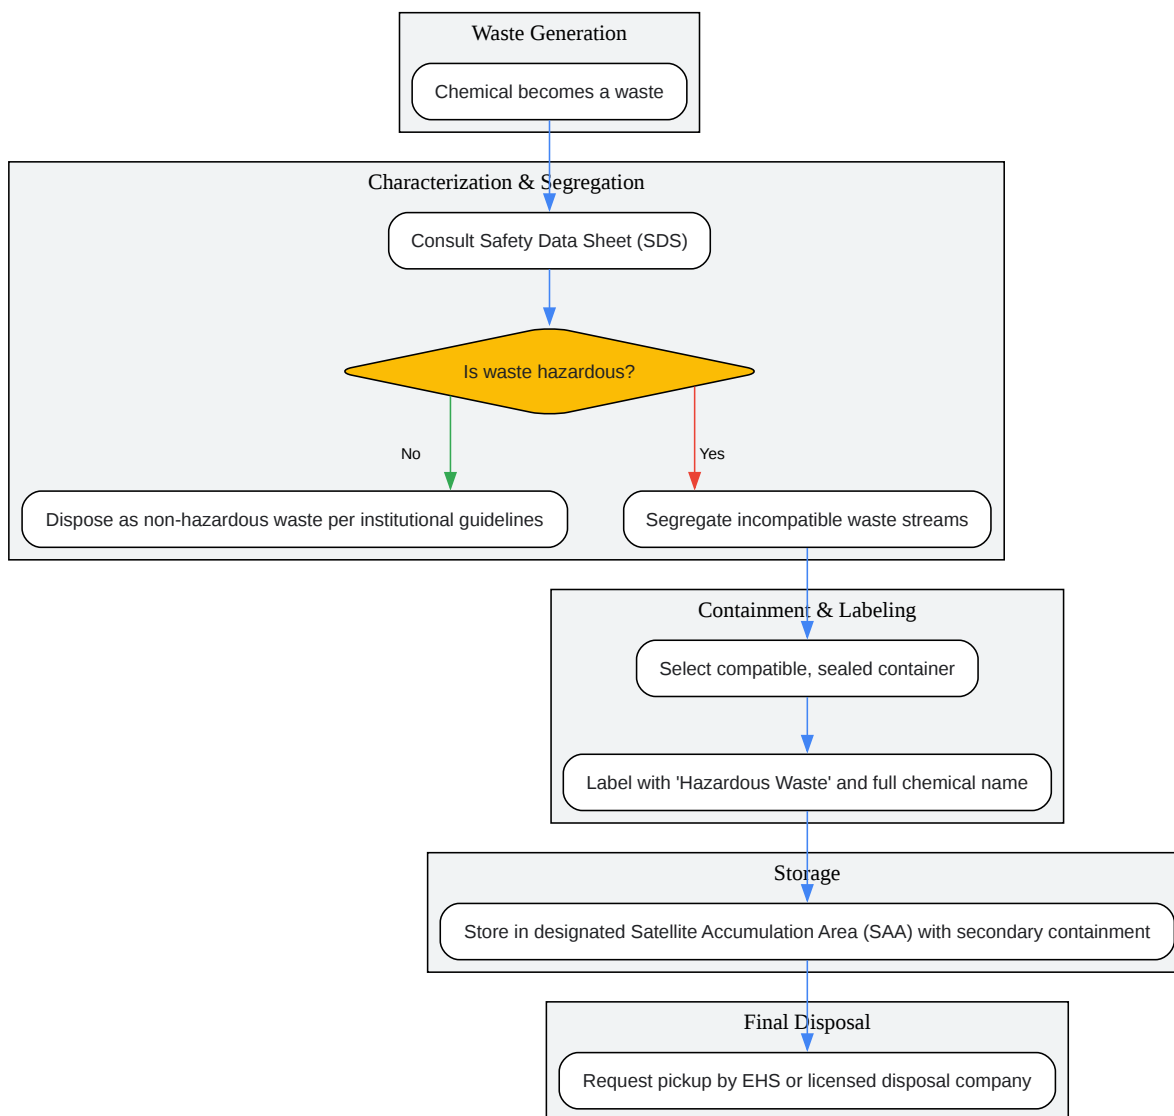 Waste Generation
Chemical becomes a waste
Characterization & Segregation
Consult Safety Data Sheet (SDS)
Is waste hazardous?
No
Yes
Dispose as non-hazardous waste per institutional guidelines
Segregate incompatible waste streams
Containment & Labeling
Select compatible, sealed container
Label with 'Hazardous Waste' and full chemical name
Storage
Store in designated Satellite Accumulation Area (SAA) with secondary containment
Final Disposal
Request pickup by EHS or licensed disposal company